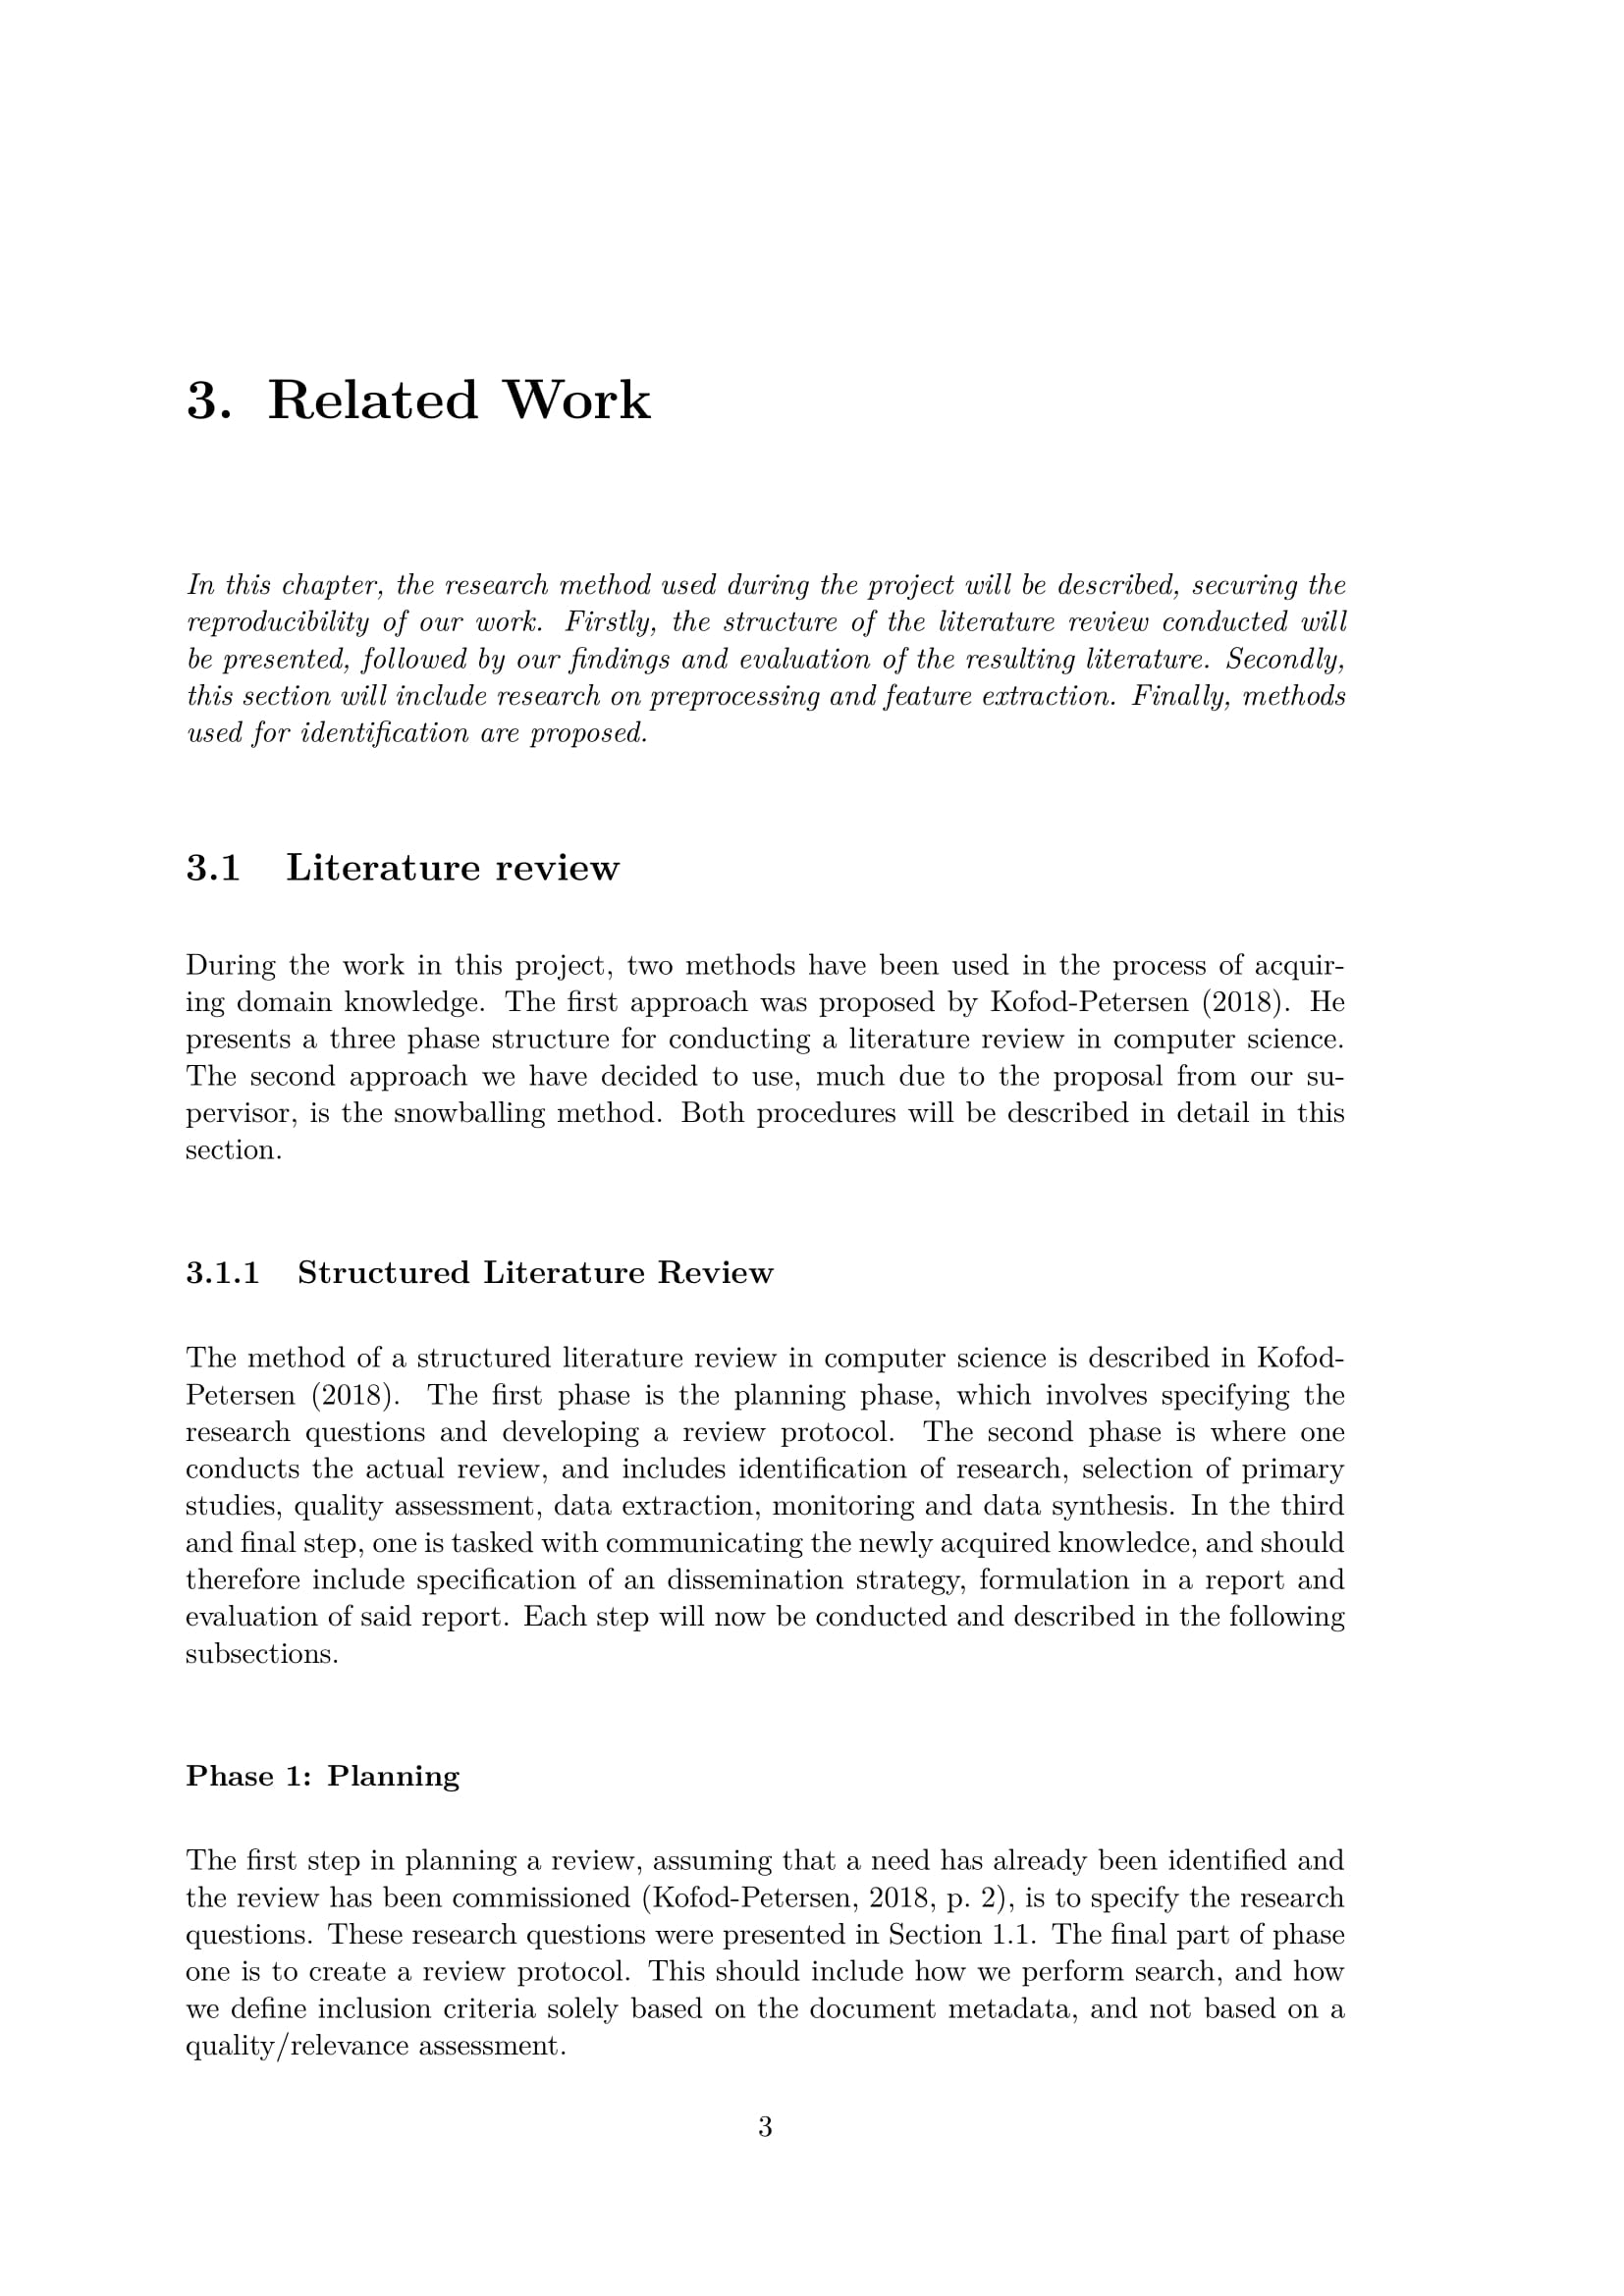 3. Related Work
In this chapter, the research method used during the project will be described, securing the
reproducibility of our work. Firstly, the structure of the literature review conducted will
be presented, followed by our findings and evaluation of the resulting literature. Secondly,
this section will include research on preprocessing and feature extraction. Finally, methods
used for identification are proposed.
3.1 Literature review
During the work in this project, two methods have been used in the process of acquir-
ing domain knowledge. The first approach was proposed by Kofod-Petersen (2018). He
presents a three phase structure for conducting a literature review in computer science.
The second approach we have decided to use, much due to the proposal from our su-
pervisor, is the snowballing method. Both procedures will be described in detail in this
section.
3.1.1 Structured Literature Review
The method of a structured literature review in computer science is described in Kofod-
Petersen (2018). The first phase is the planning phase, which involves specifying the
research questions and developing a review protocol. The second phase is where one
conducts the actual review, and includes identification of research, selection of primary
studies, quality assessment, data extraction, monitoring and data synthesis. In the third
and final step, one is tasked with communicating the newly acquired knowledce, and should
therefore include specification of an dissemination strategy, formulation in a report and
evaluation of said report. Each step will now be conducted and described in the following
subsections.
Phase 1: Planning
The first step in planning a review, assuming that a need has already been identified and
the review has been commissioned (Kofod-Petersen, 2018, p. 2), is to specify the research
questions. These research questions were presented in Section 1.1. The final part of phase
one is to create a review protocol. This should include how we perform search, and how
we define inclusion criteria solely based on the document metadata, and not based on a
quality/relevance assessment.
3